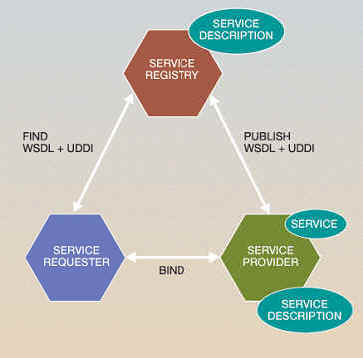 SERVICE
DESCRIPTION
SERVICE
REGISTRY
FIND
WSDL + UDDI
PUBLISH
WSDL + UDDI
SERVICE
SERVICE
REQUESTER
SERVICE
PROVIDER
BIND
SERVICE
DESCRIPTION